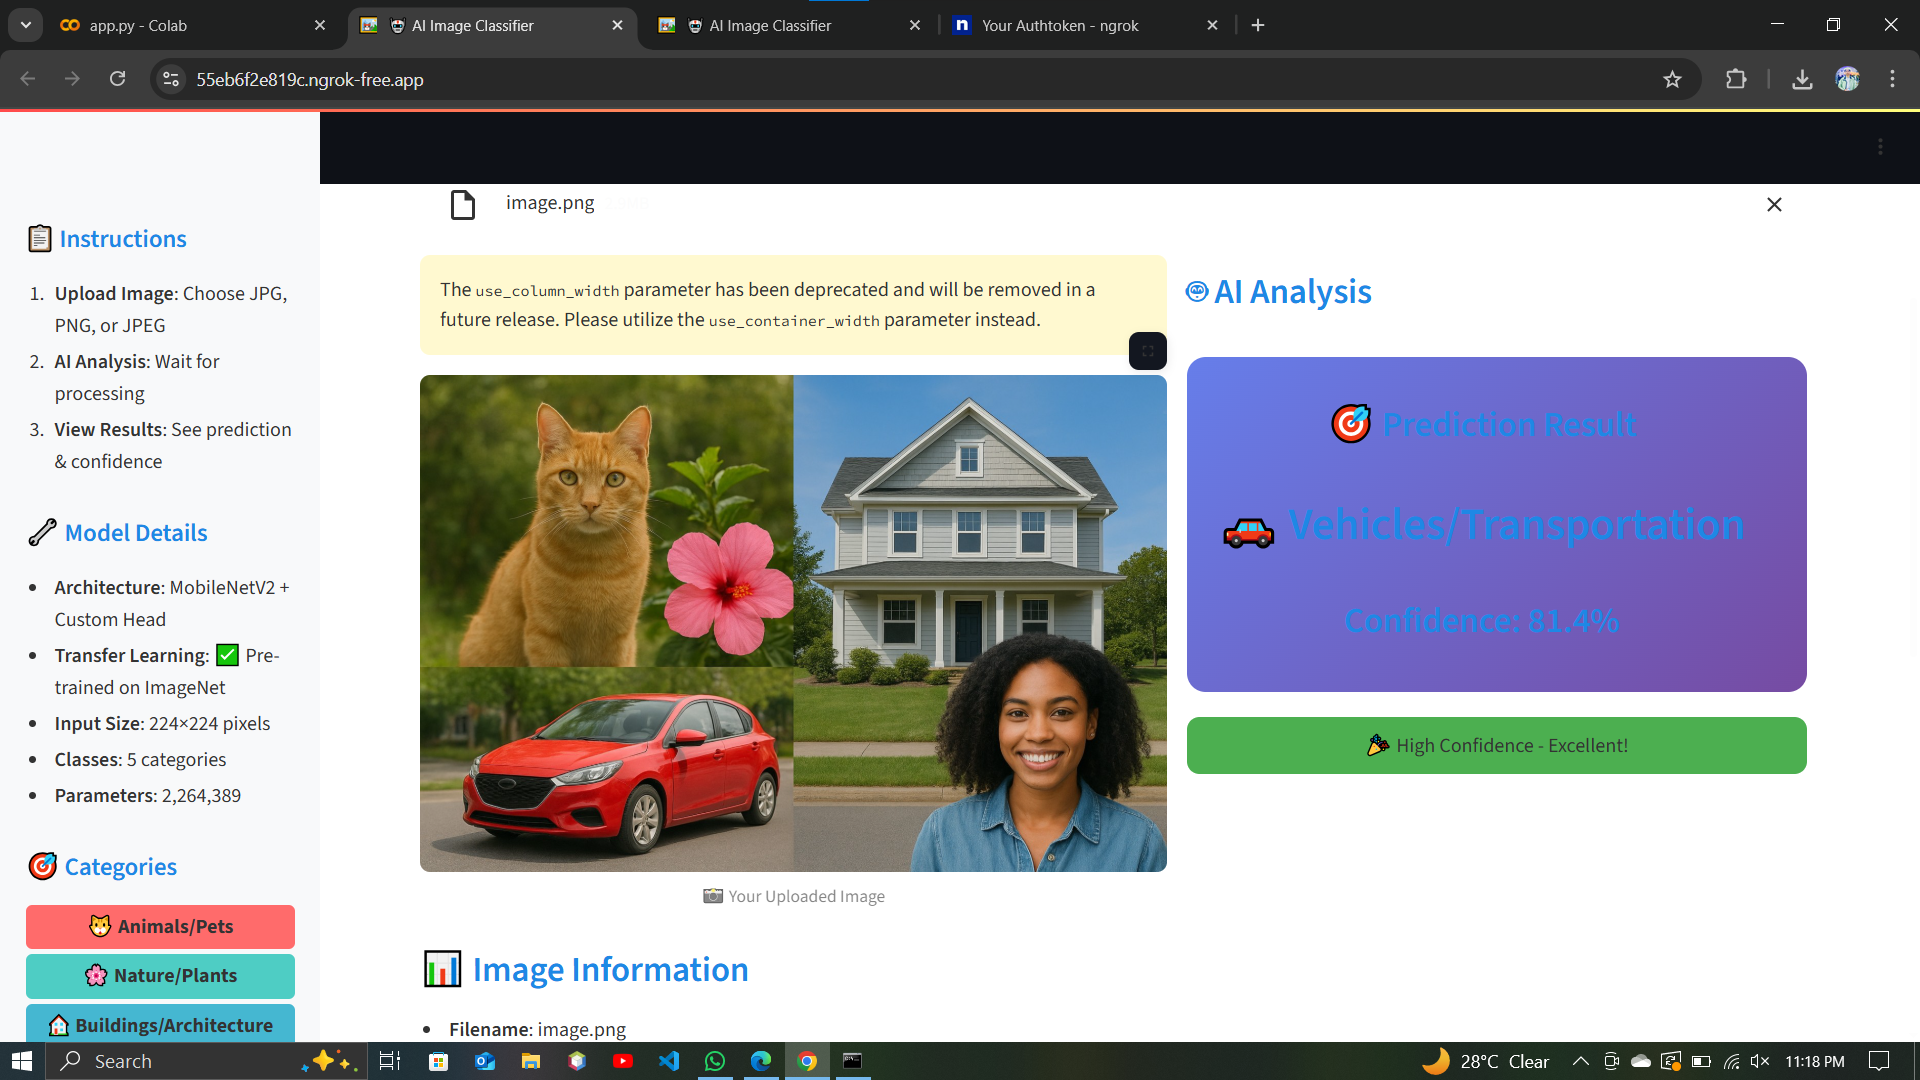 app.py - Colab
AI Image Classifier
AI Image Classifier
n
Your Authtoken - ngrok
55eb6f2e819c.ngrok-free.app
Instructions
1. Upload Image: Choose JPG,
PNG, or JPEG
2. AI Analysis: Wait for
processing
3. View Results: See prediction
& confidence
Model Details
Architecture: MobileNetV2 +
Custom Head
Transfer Learning: ✅ Pre-
trained on ImageNet
Input Size: 224×224 pixels
Classes: 5 categories
Parameters: 2,264,389
Categories
Animals/Pets
Nature/Plants
Buildings/Architecture
image.png
The use_column_width parameter has been deprecated and will be removed in a
future release. Please utilize the use_container_width parameter instead.
Your Uploaded Image
Image Information
Filename: image.png
AI Analysis
Prediction Result
Vehicles/Transportation
Confidence: 81.4%
High Confidence - Excellent!
Search
28°C Clear
11:18 PM